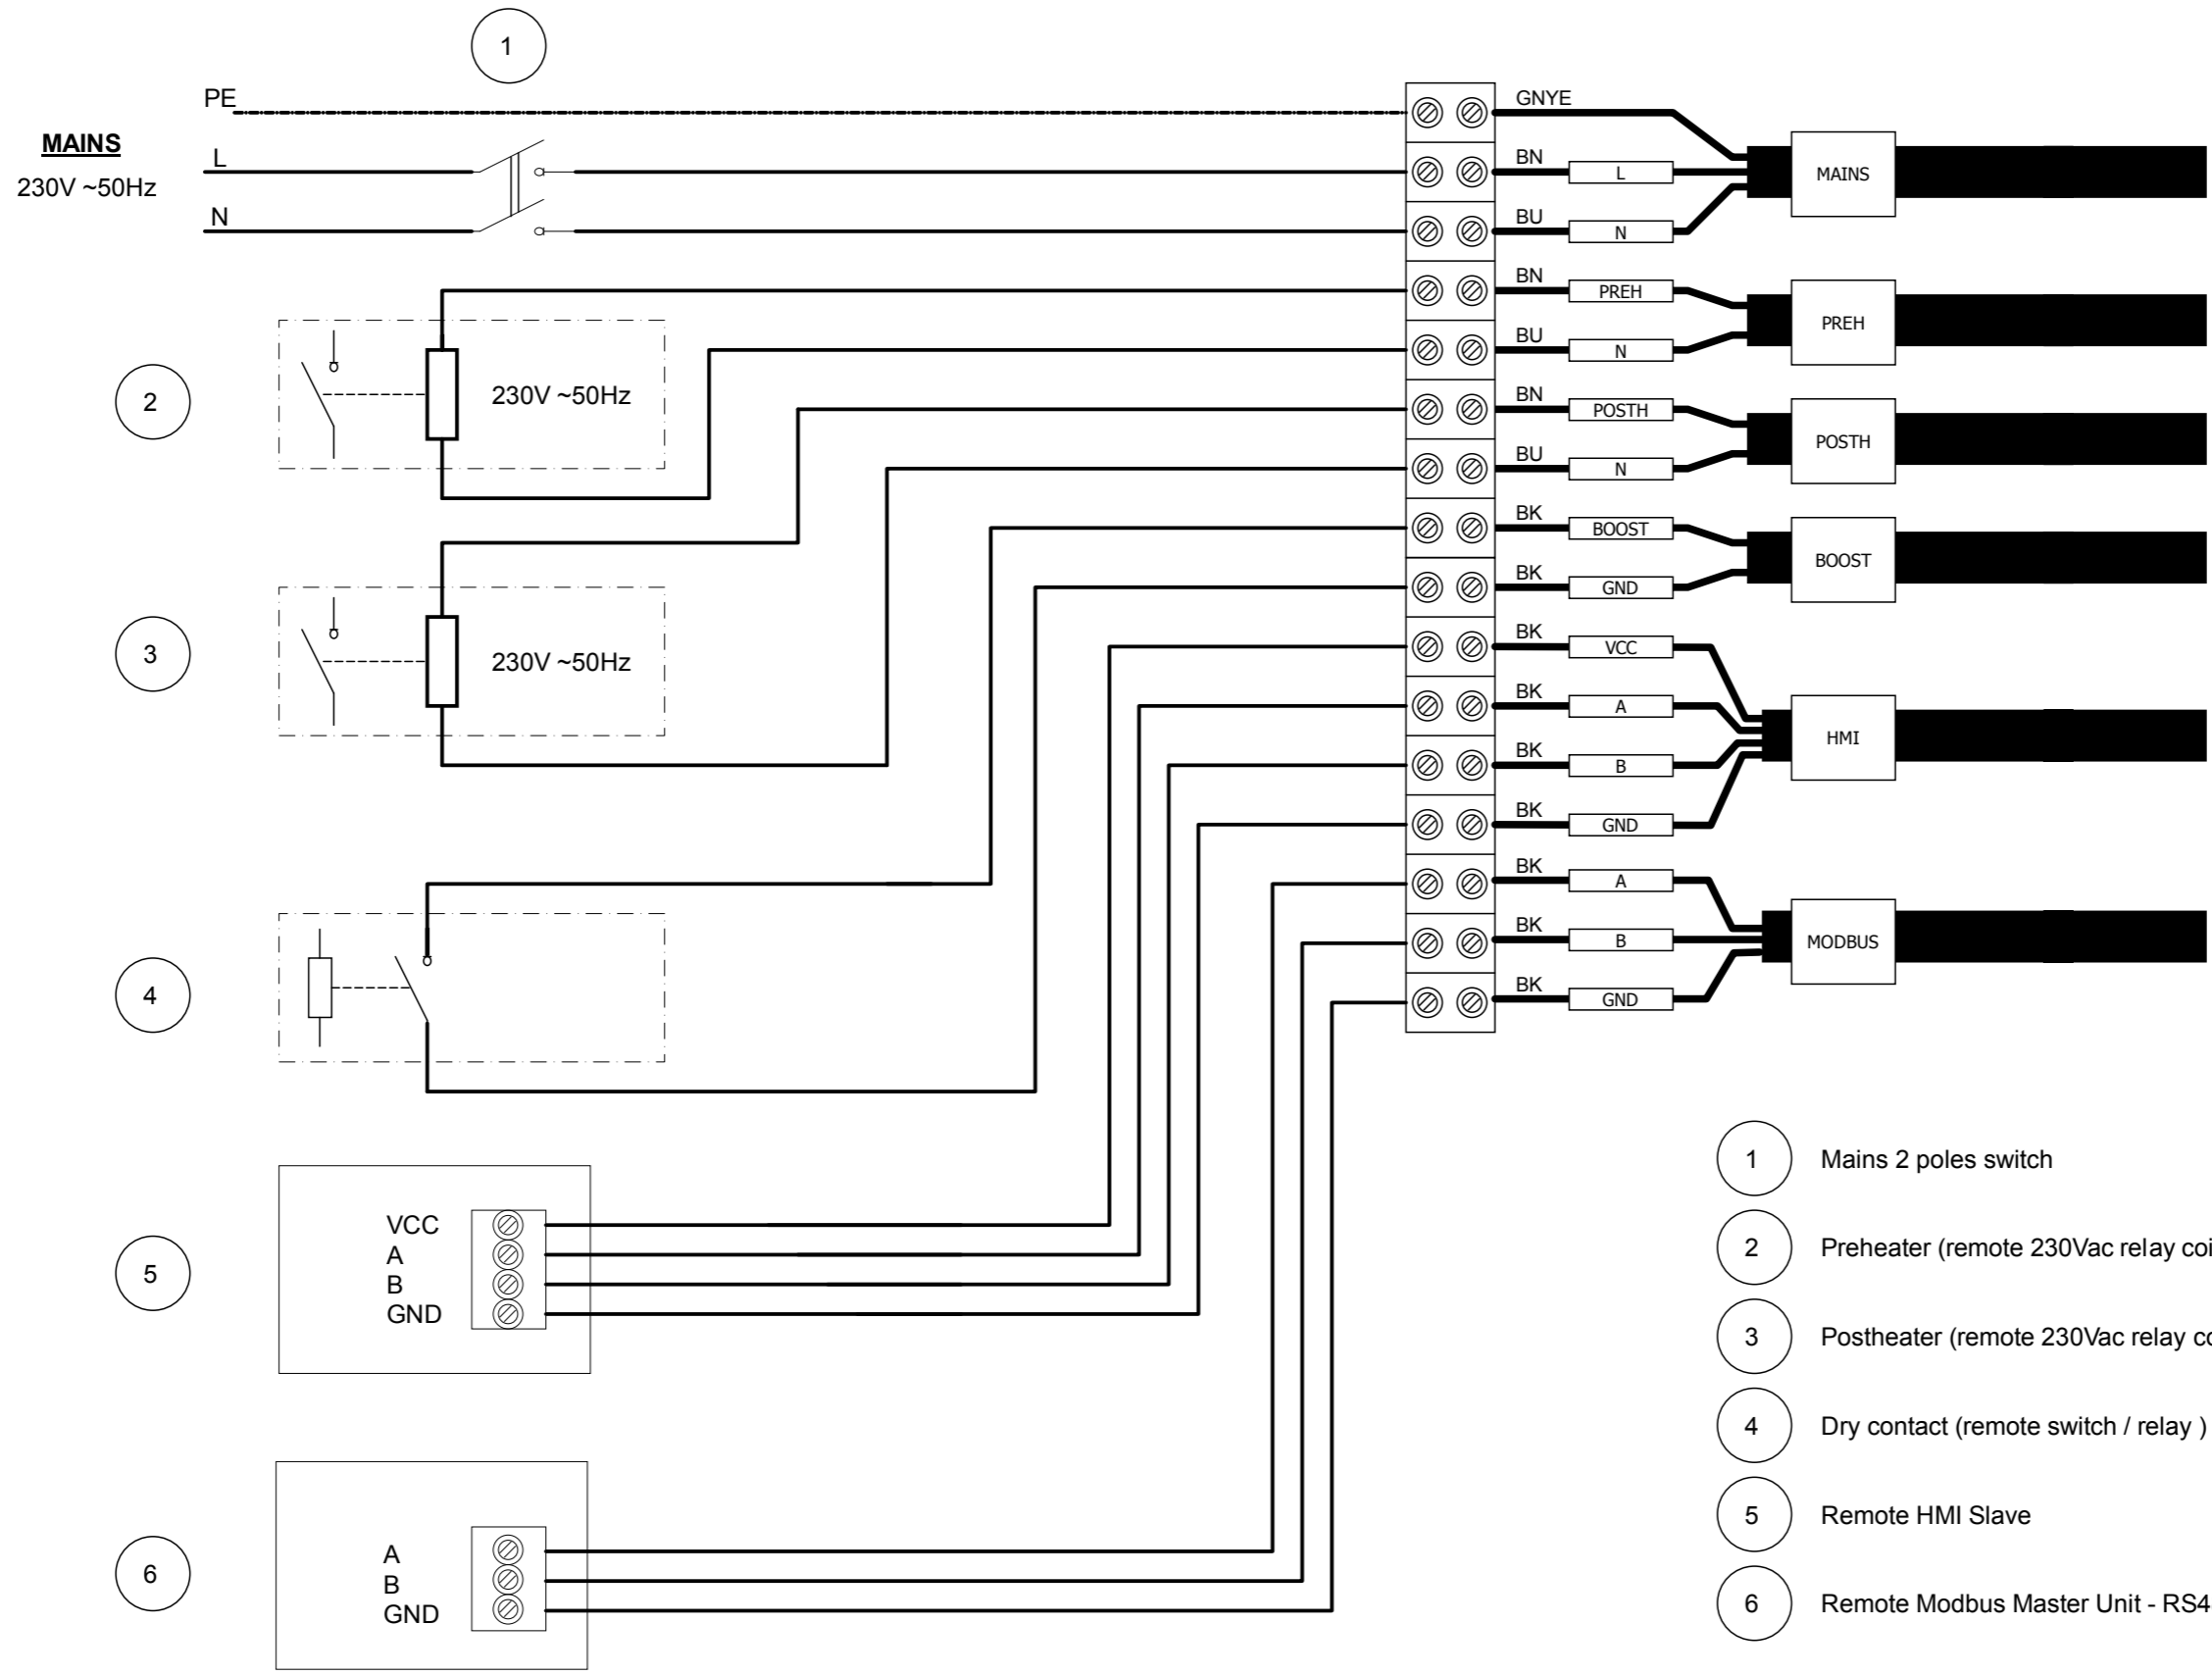 1
PE
MAINS
230V ~50Hz
L
N
GNYE
BN
L
BU
N
MAINS
BN
PREH
BU
N
PREH
2
230V ~50Hz
BN
POSTH
BU
N
POSTH
BK
BOOST
BK
GND
BOOST
3
230V ~50Hz
BK
VCC
BK
A
BK
B
BK
GND
HMI
BK
A
BK
B
BK
GND
MODBUS
4
5
VCC
A
B
GND
6
A
B
GND
1 Mains 2 poles switch
2 Preheater (remote 230Vac relay
3 Postheater (remote 230Vac relay
4 Dry contact (remote switch / relay )
5 Remote HMI Slave
6 Remote Modbus Master Unit -